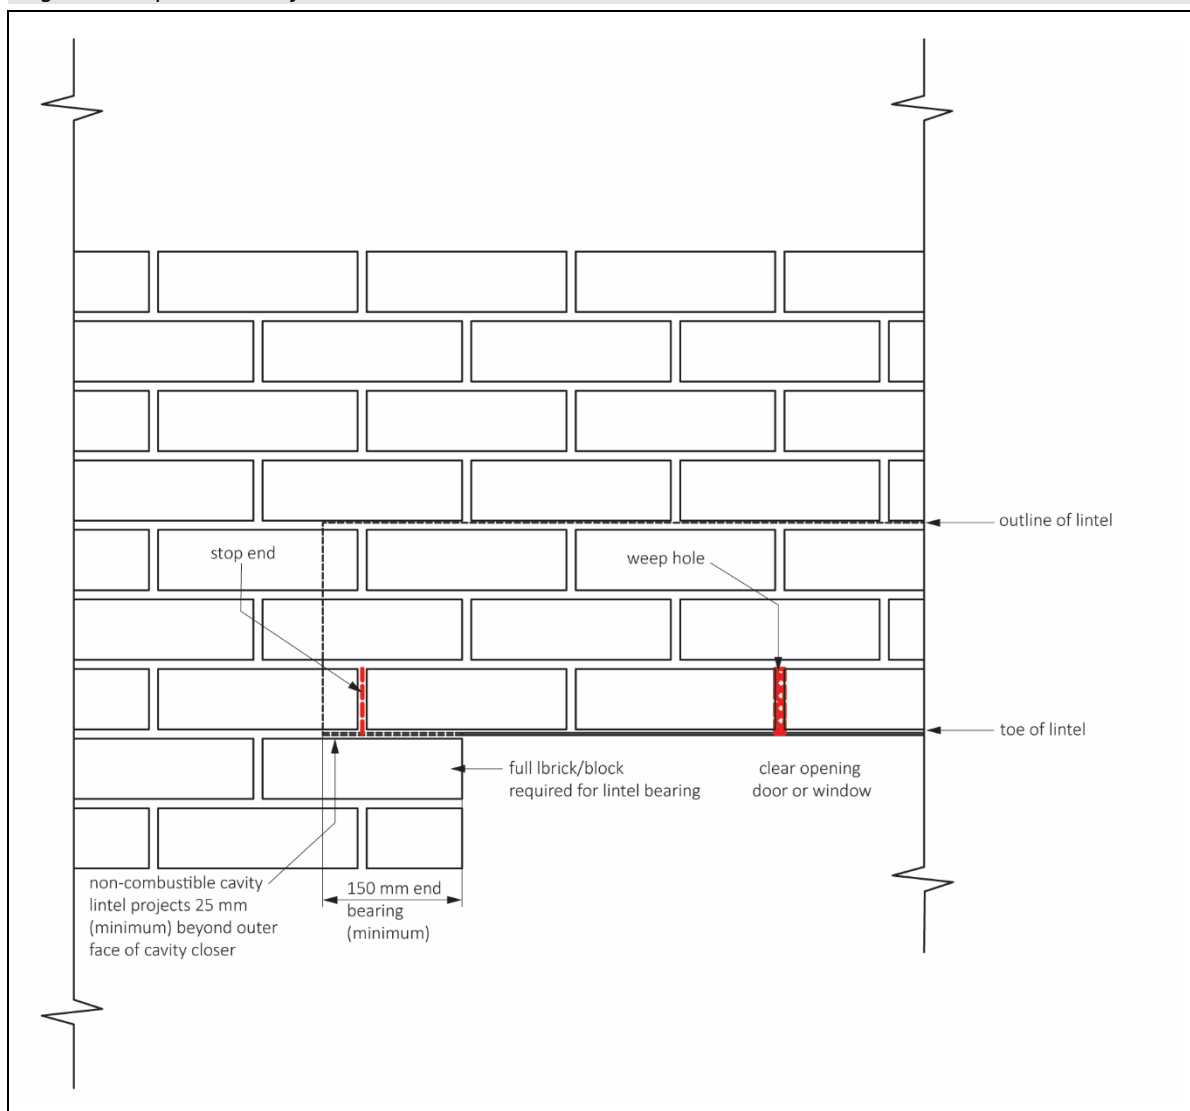 outline of lintel
stop end
weep hole
toe of lintel
full lbrick/block
required for lintel bearing
clear opening
door or window
non-combustible cavity
lintel projects 25 mm
(minimum) beyond outer
face of cavity closer
150 mm end
bearing
(minimum)